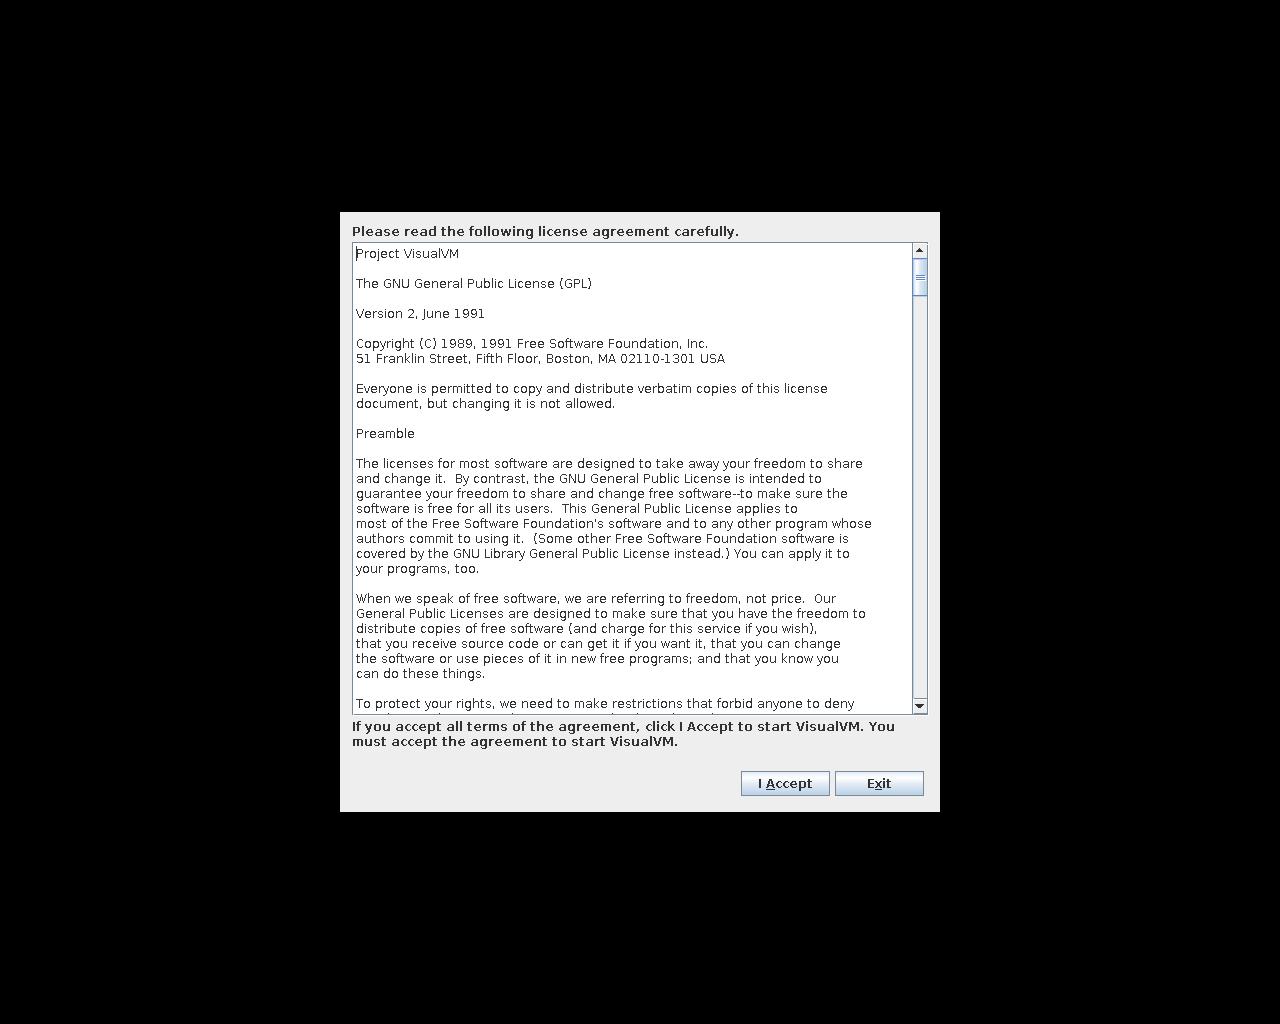 Please read the following license agreement carefully.
Project VisualVM
The GNU General Public License (GPL)
Version 2, June 1991
Copyright (C) 1989, 1991 Free Software Foundation, Inc.
51 Franklin Street, Fifth Floor, Boston, MA 02110-1301 USA
Everyone is permitted to copy and distribute verbatim copies of this license
document, but changing it is not allowed.
Preamble
The licenses for most software are designed to take away your freedom to share
and change it.  By contrast, the GNU General Public License is intended to
guarantee your freedom to share and change free software--to make sure the
software is free for all its users.  This General Public License applies to
most of the Free Software Foundation's software and to any other program whose
authors commit to using it.  (Some other Free Software Foundation software is
covered by the GNU Library General Public License instead.) You can apply it to
your programs, too.
When we speak of free software, we are referring to freedom, not price.  Our
General Public Licenses are designed to make sure that you have the freedom to
distribute copies of free software (and charge for this service if you wish),
that you receive source code or can get it if you want it, that you can change
the software or use pieces of it in new free programs; and that you know you
can do these things.
To protect your rights, we need to make restrictions that forbid anyone to deny
If you accept all terms of the agreement, click I Accept to start VisualVM. You
must accept the agreement to start VisualVM.
I Accept
Exit